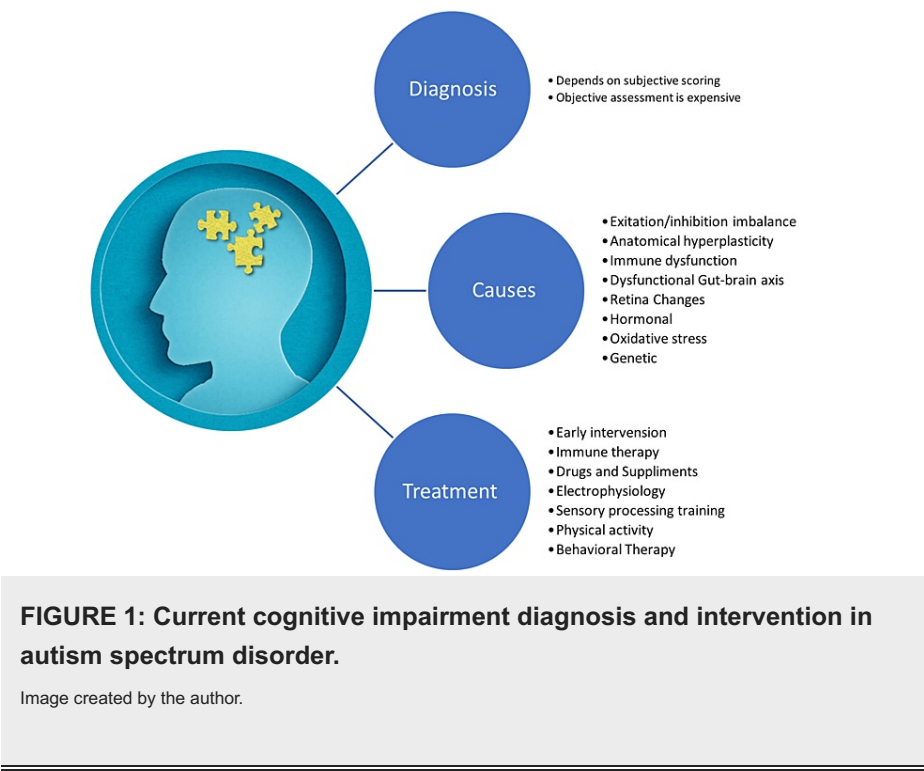 Diagnosis
• Depends on subjective scoring
• Objective assessment is expensive
Causes
• Exitation/inhibition imbalance
• Anatomical hyperplasticity
• Immune dysfunction
• Dysfunctional Gut-brain axis
• Retina Changes
• Hormonal
• Oxidative stress
• Genetic
Treatment
• Early intervention
• Immune therapy
• Drugs and Suppliments
• Electrophysiology
• Sensory processing training
• Physical activity
• Behavioral Therapy
FIGURE 1: Current cognitive impairment diagnosis and intervention in
autism spectrum disorder.
Image created by the author.